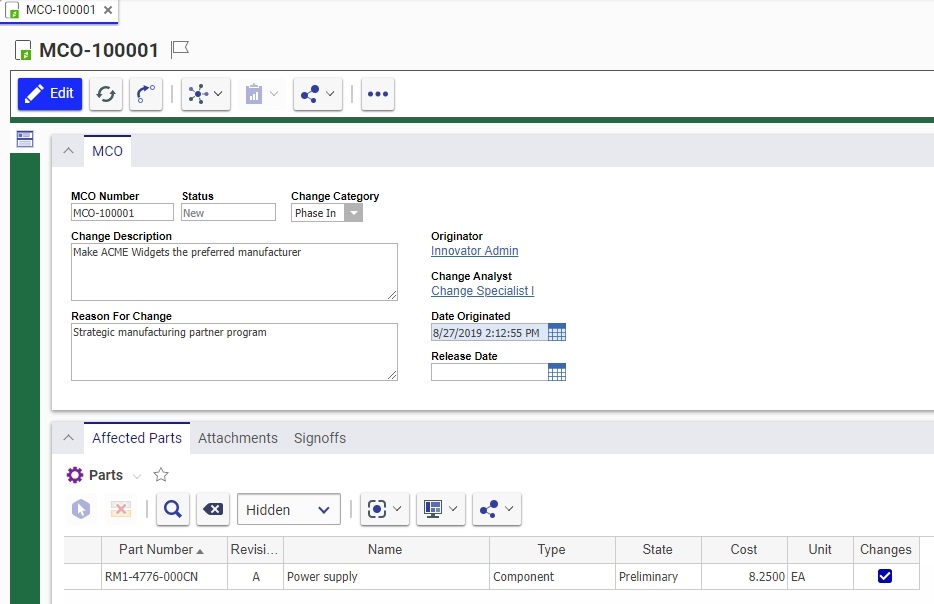 MCO-100001
MCO-100001
Edit
MCO
MCO Number Status Change Category
MCO-100001 New Phase In
Change Description Originator
Make ACME Widgets the preferred manufacturer Innovator Admin
Change Analyst
Change Specialist I
Reason For Change Date Originated
Strategic manufacturing partner program 8/27/2019 2:12:55 PM
Release Date
Affected Parts Attachments Signoffs
Parts
Hidden
Part Number Revisi... Name Type State Cost Unit Changes
RM1-4776-000CN A Power supply Component Preliminary 8.2500 EA